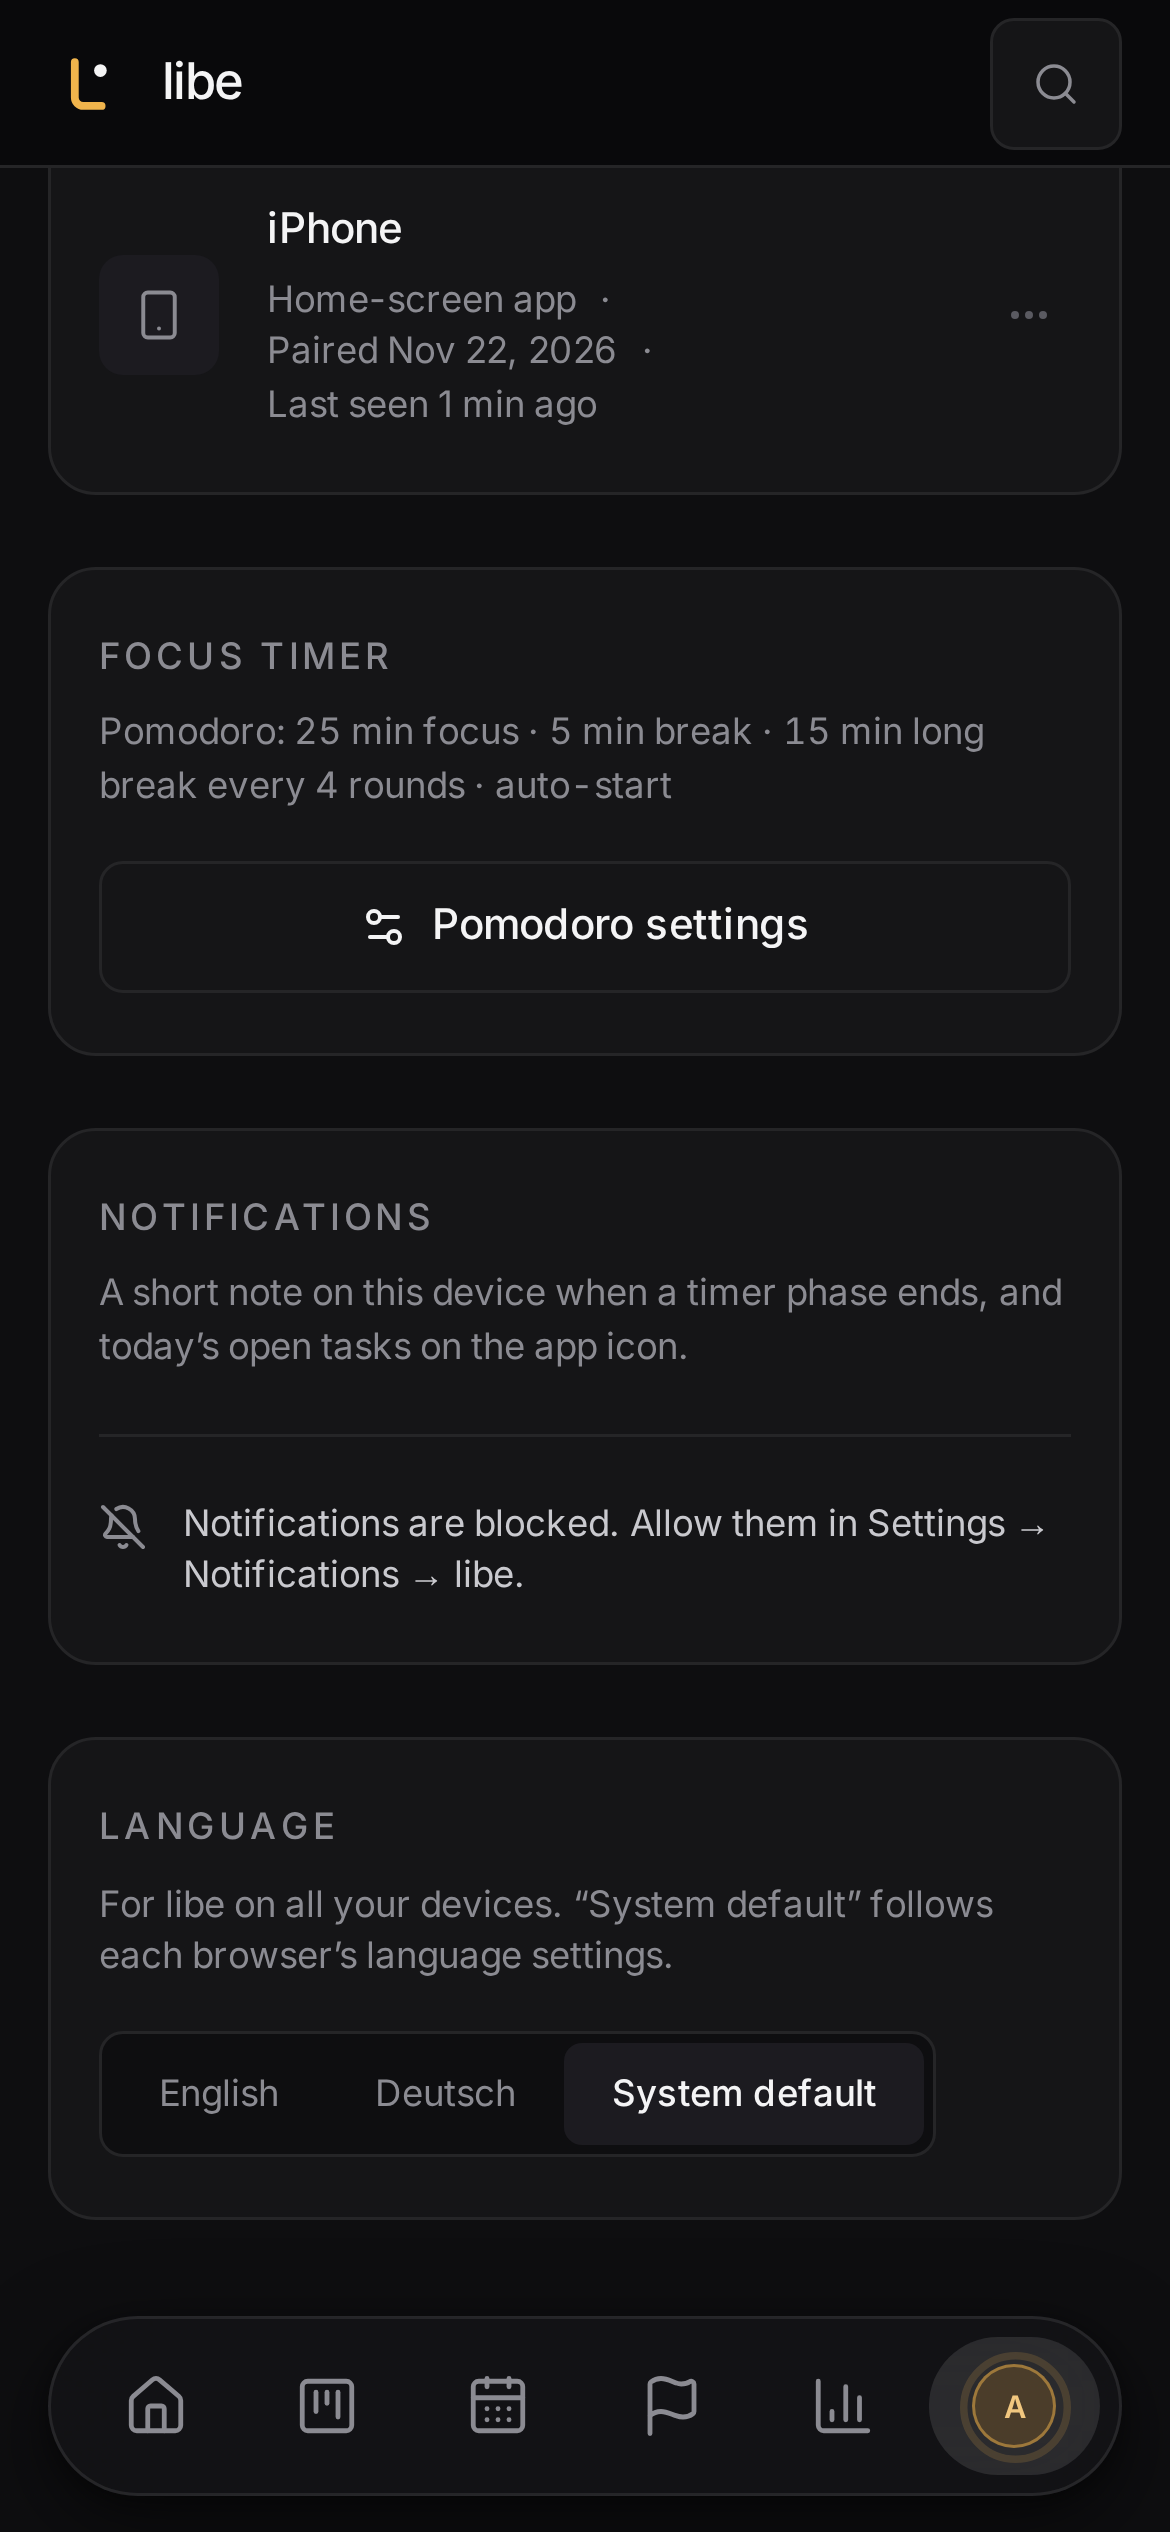 libe
iPhone
Home-screen app ·
Paired Nov 22, 2026 ·
Last seen 1 min ago
FOCUS TIMER
Pomodoro: 25 min focus · 5 min break · 15 min long
break every 4 rounds · auto-start
Pomodoro settings
NOTIFICATIONS
A short note on this device when a timer phase ends, and
today’s open tasks on the app icon.
Notifications are blocked. Allow them in Settings →
Notifications → libe.
LANGUAGE
For libe on all your devices. “System default” follows
each browser’s language settings.
English Deutsch System default
A